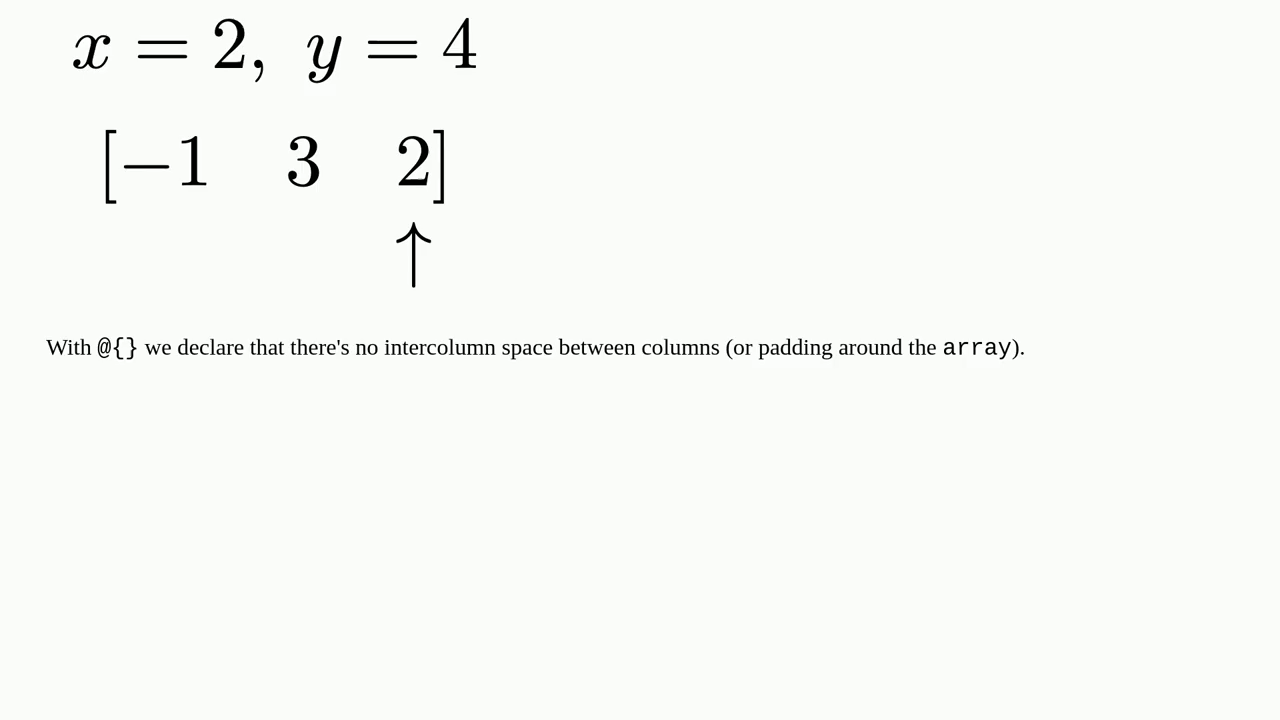 x = 2, y = 4
[−1 3 2]
↑
With @{} we declare that there's no intercolumn space between columns (or padding around the array).